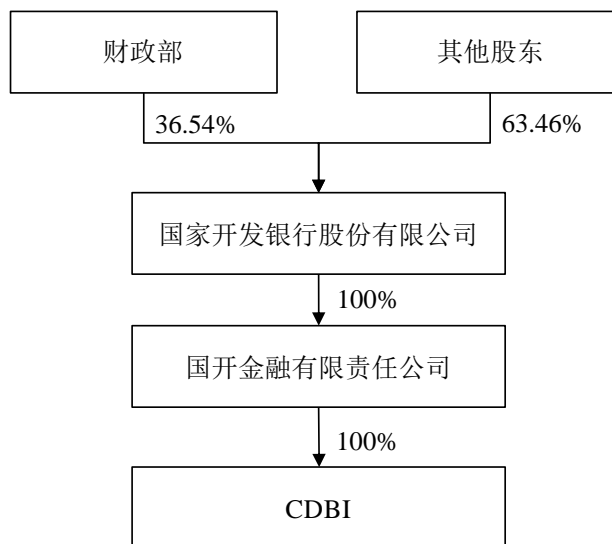 财政部
其他股东
36.54%
63.46%
国家开发银行股份有限公司
100%
国开金融有限责任公司
100%
CDBI